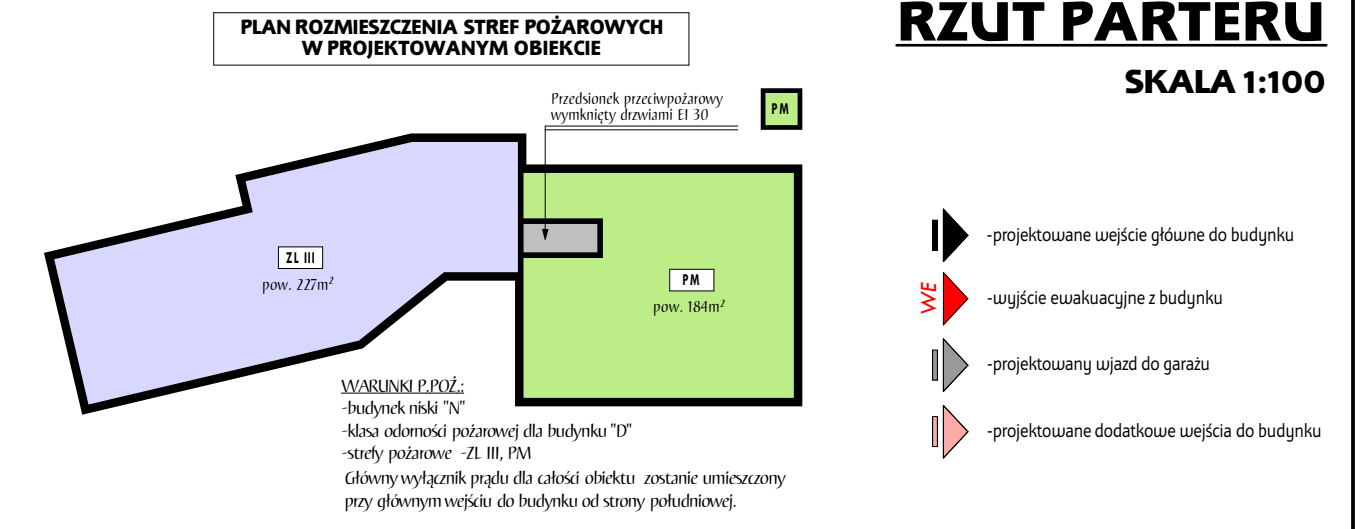 PLAN ROZMIESZCZENIA STREF POŻAROWYCH
W PROJEKTOWANYM OBIEKCIE
RZUT PARTERU
SKALA 1:100
Przedsionek przeciwpożarowy
wymknięty drzwiami EI 30
PM
ZL III
pow. 227m²
PM
pow. 184m²
WARUNKI P.POŻ.:
-budynek niski "N"
-klasa odorności pożarowej dla budynku "D"
-strefy pożarowe -ZL III, PM
Główny wyłącznik prądu dla całości obiektu zostanie umieszczony
przy głównym wejściu do budynku od strony południowej.
-projektowane wejście główne do budynku
WE
-wyjście ewakuacyjne z budynku
-projektowany wjazd do garażu
-projektowane dodatkowe wejścia do budynku